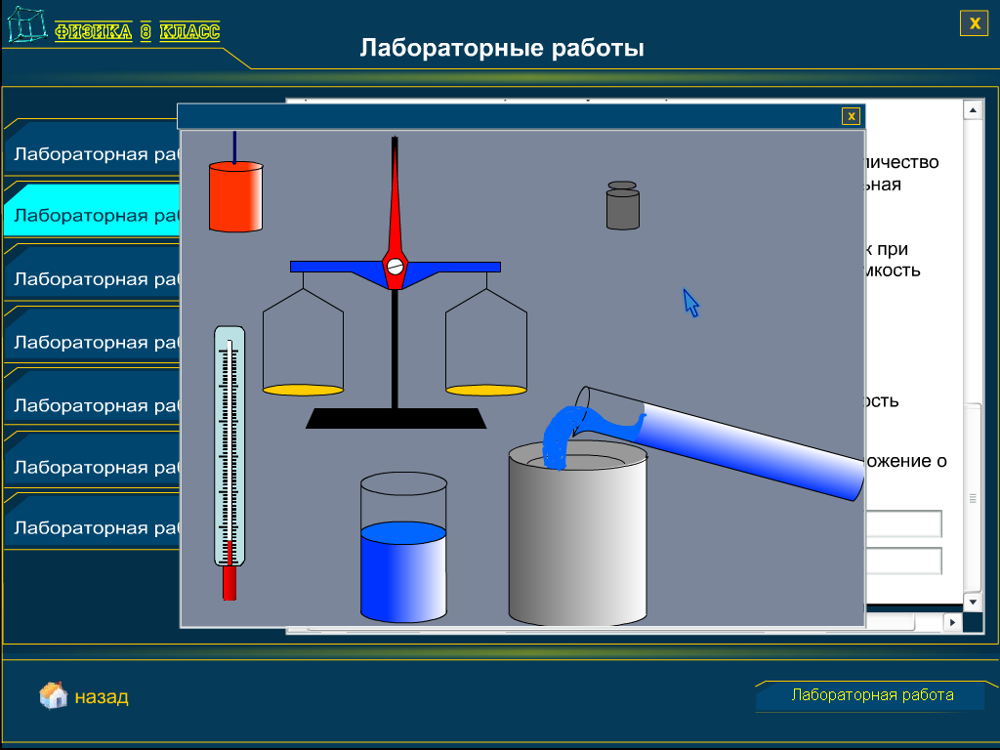 ФИЗИКА 8 КЛАСС
Лабораторные работы
x
x
Лабораторная раб
Лабораторная раб
Лабораторная раб
Лабораторная раб
Лабораторная раб
Лабораторная раб
Лабораторная раб
личество
ьная
к при
мкость
ость
ожение о
назад
Лабораторная работа